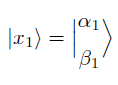 |x₁⟩ = |α₁
β₁⟩